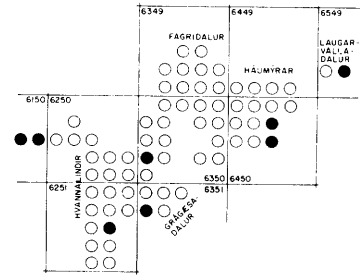 6349 6449 6549
FAGRIDALUR
LAUGAR-
VALLA-
DALUR
HÁUMÝRAR
6150 6250
HVANNALINDIR
6251
6350 6450
6351
GRÁGÆSA-
DALUR